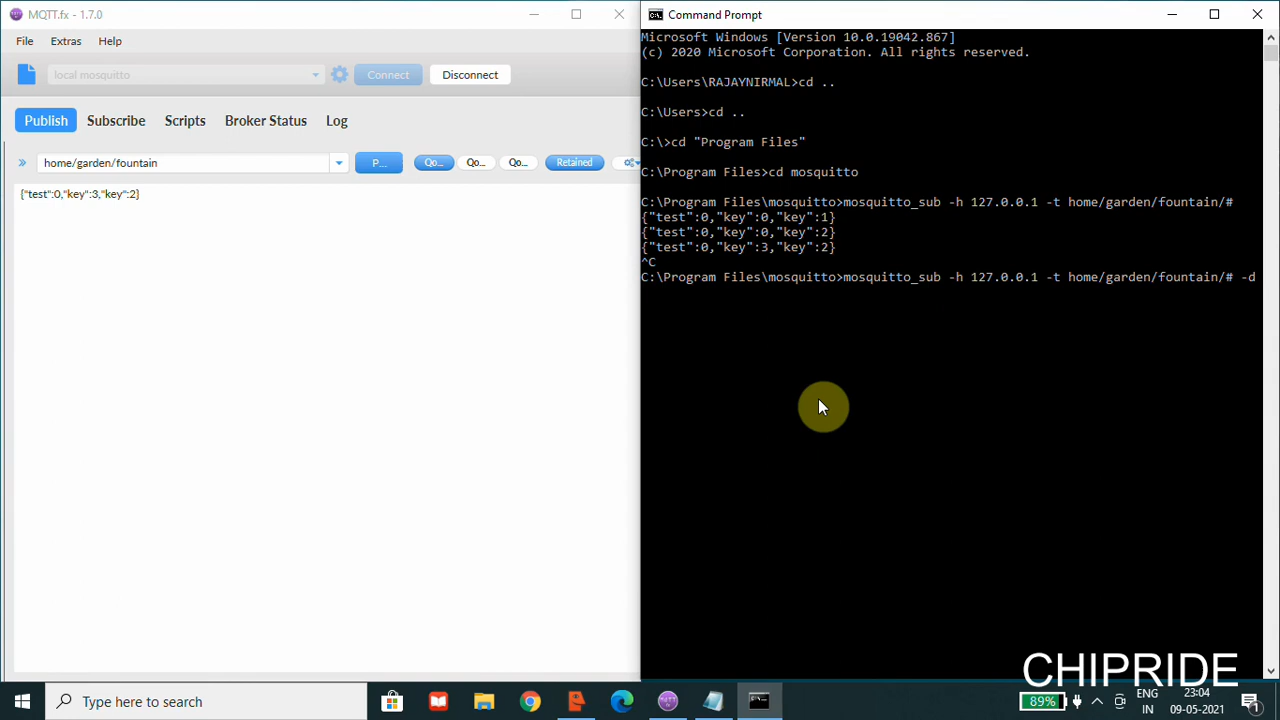 MQTT.fx - 1.7.0
File Extras Help
local mosquitto Connect Disconnect
Publish Subscribe Scripts Broker Status Log
» home/garden/fountain P... Qo... Qo... Qo... Retained
{"test":0,"key":3,"key":2}
Command Prompt
Microsoft Windows [Version 10.0.19042.867]
(c) 2020 Microsoft Corporation. All rights reserved.
C:\Users\RAJAYNIRMAL>cd ..
C:\Users>cd ..
C:\>cd "Program Files"
C:\Program Files>cd mosquitto
C:\Program Files\mosquitto>mosquitto_sub -h 127.0.0.1 -t home/garden/fountain/#
{"test":0,"key":0,"key":1}
{"test":0,"key":0,"key":2}
{"test":0,"key":3,"key":2}
^C
C:\Program Files\mosquitto>mosquitto_sub -h 127.0.0.1 -t home/garden/fountain/# -d
CHIPRIDE
Type here to search
89%
ENG
IN
23:04
09-05-2021
1